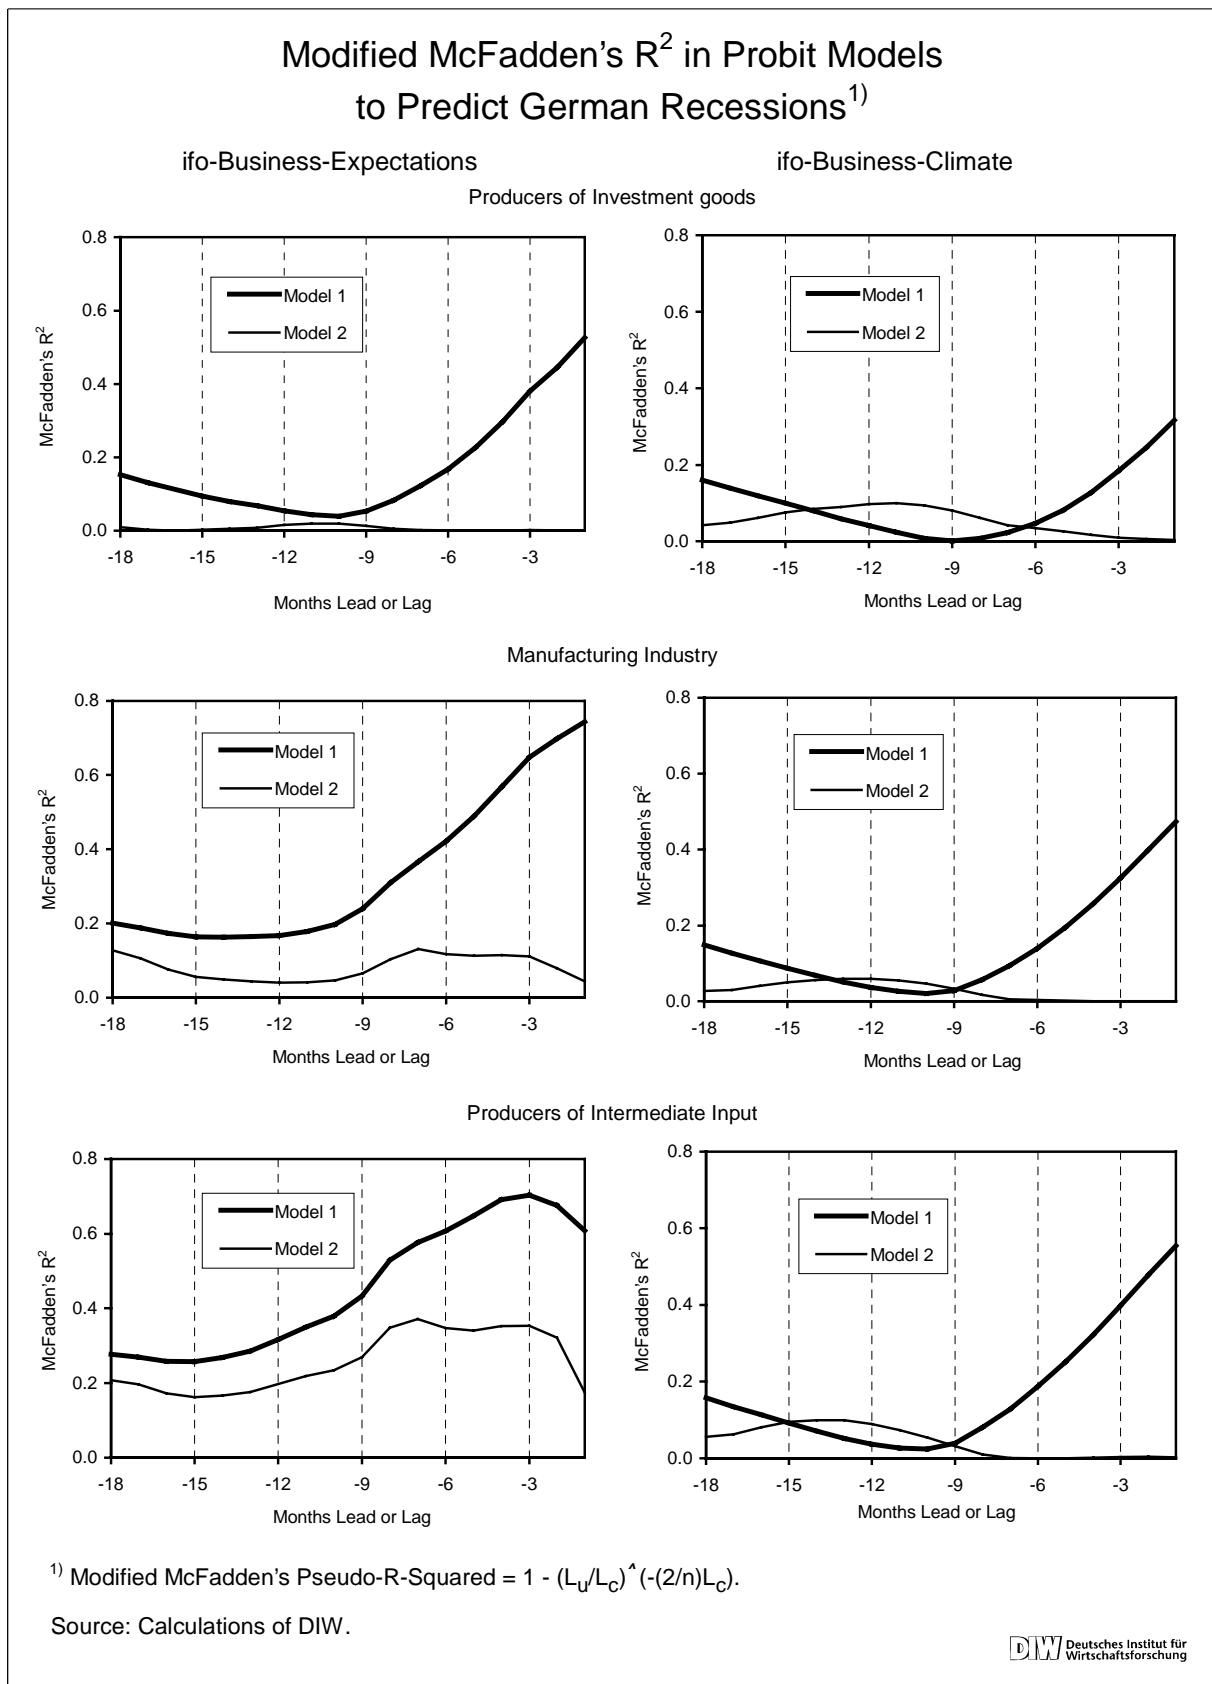 Modified McFadden's R2 in Probit Models
to Predict German Recessions1)
ifo-Business-Expectations
ifo-Business-Climate
Producers of Investment goods
0.8
0.6
0.4
0.2
0.0
McFadden's R2
Model 1
Model 2
-18 -15 -12 -9 -6 -3
Months Lead or Lag
0.8
0.6
0.4
0.2
0.0
McFadden's R2
Model 1
Model 2
-18 -15 -12 -9 -6 -3
Months Lead or Lag
Manufacturing Industry
0.8
0.6
0.4
0.2
0.0
McFadden's R2
Model 1
Model 2
-18 -15 -12 -9 -6 -3
Months Lead or Lag
0.8
0.6
0.4
0.2
0.0
McFadden's R2
Model 1
Model 2
-18 -15 -12 -9 -6 -3
Months Lead or Lag
Producers of Intermediate Input
0.8
0.6
0.4
0.2
0.0
McFadden's R2
Model 1
Model 2
-18 -15 -12 -9 -6 -3
Months Lead or Lag
0.8
0.6
0.4
0.2
0.0
McFadden's R2
Model 1
Model 2
-18 -15 -12 -9 -6 -3
Months Lead or Lag
1) Modified McFadden's Pseudo-R-Squared = 1 - (Lu/Lc)^(-(2/n)Lc).
Source: Calculations of DIW.
DIW Deutsches Institut für
Wirtschaftsforschung